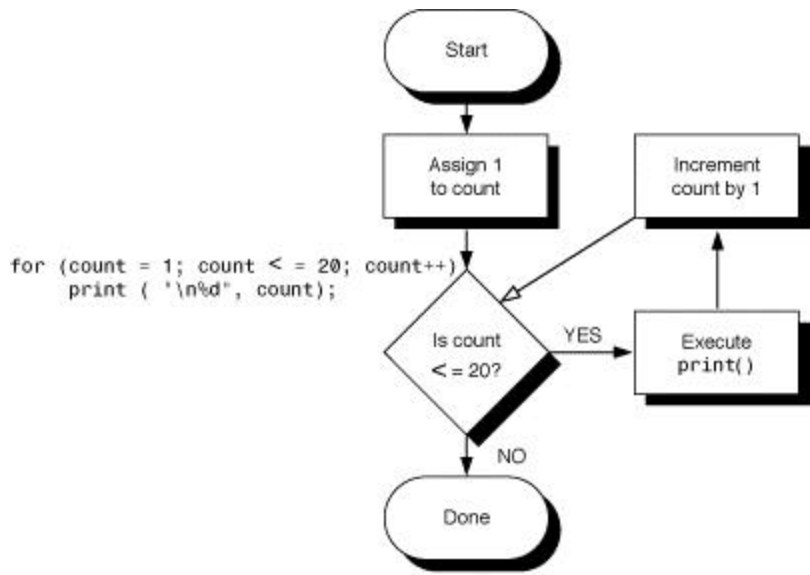 Start
Assign 1
to count
Increment
count by 1
for (count = 1; count < = 20; count++)
print ( "\n%d", count);
Is count
< = 20?
YES
Execute
print()
NO
Done